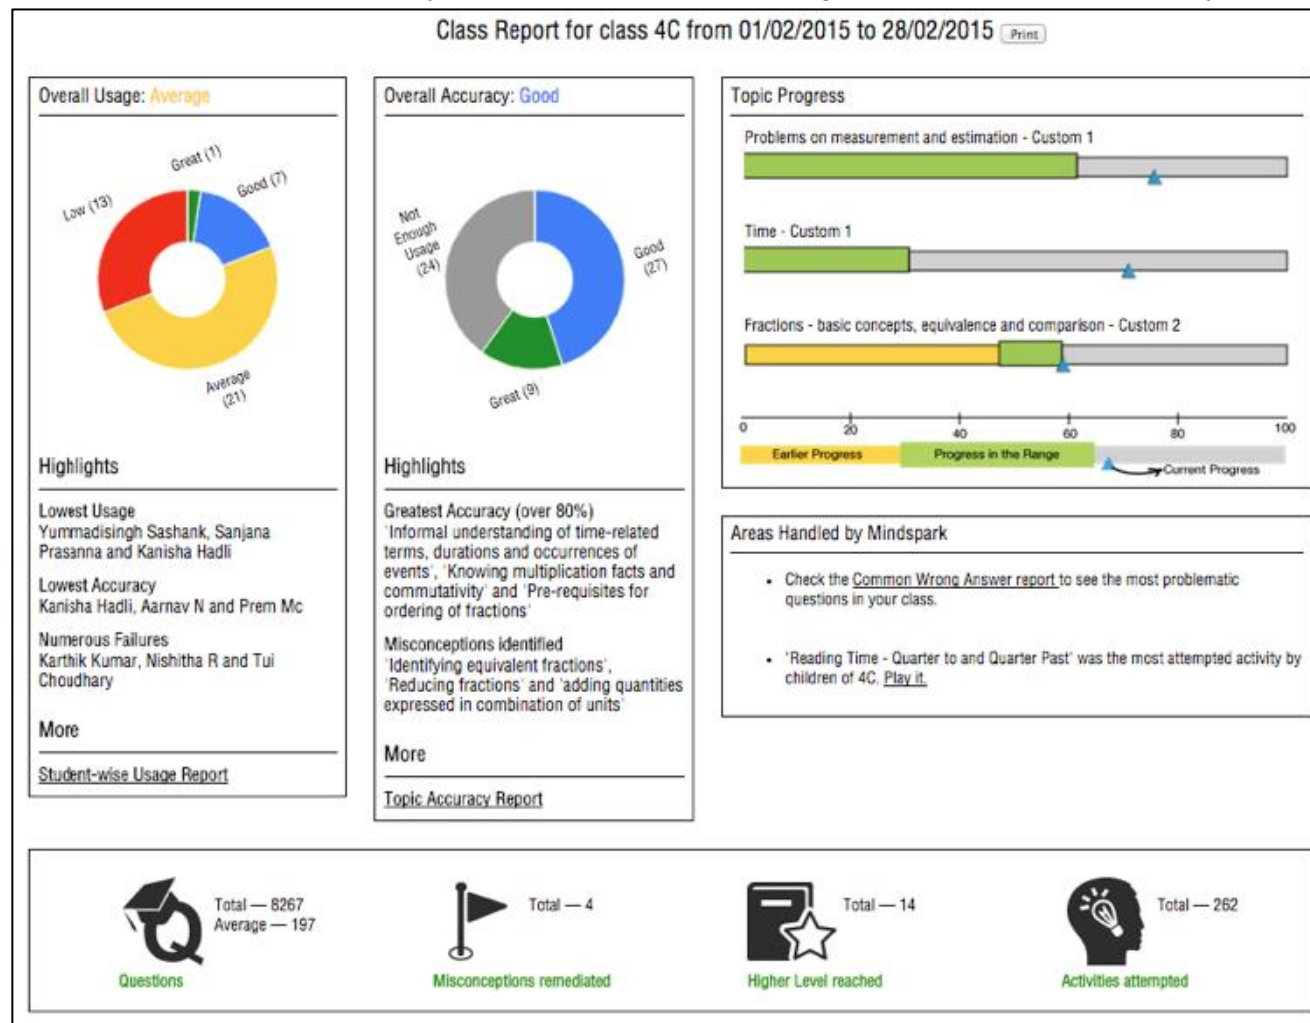 Class Report for class 4C from 01/02/2015 to 28/02/2015 Print
Overall Usage: Average
Great (1)
Good (7)
Low (13)
Average
(21)
Highlights
Lowest Usage
Yummadisingh Sashank, Sanjana
Prasanna and Kanisha Hadli
Lowest Accuracy
Kanisha Hadli, Aarnav N and Prem Mc
Numerous Failures
Karthik Kumar, Nishitha R and Tui
Choudhary
More
Student-wise Usage Report
Overall Accuracy: Good
Not
Enough
Usage
(24)
Good
(27)
Great (9)
Highlights
Greatest Accuracy (over 80%)
'Informal understanding of time-related
terms, durations and occurrences of
events', 'Knowing multiplication facts and
commutativity' and 'Pre-requisites for
ordering of fractions'
Misconceptions identified
'Identifying equivalent fractions',
'Reducing fractions' and 'adding quantities
expressed in combination of units'
More
Topic Accuracy Report
Topic Progress
Problems on measurement and estimation - Custom 1
Time - Custom 1
Fractions - basic concepts, equivalence and comparison - Custom 2
0 20 40 60 80 100
Earlier Progress Progress in the Range Current Progress
Areas Handled by Mindspark
• Check the Common Wrong Answer report to see the most problematic
questions in your class.
• 'Reading Time - Quarter to and Quarter Past' was the most attempted activity by
children of 4C. Play it.
Total — 8267
Average — 197
Questions
Total — 4
Misconceptions remediated
Total — 14
Higher Level reached
Total — 262
Activities attempted